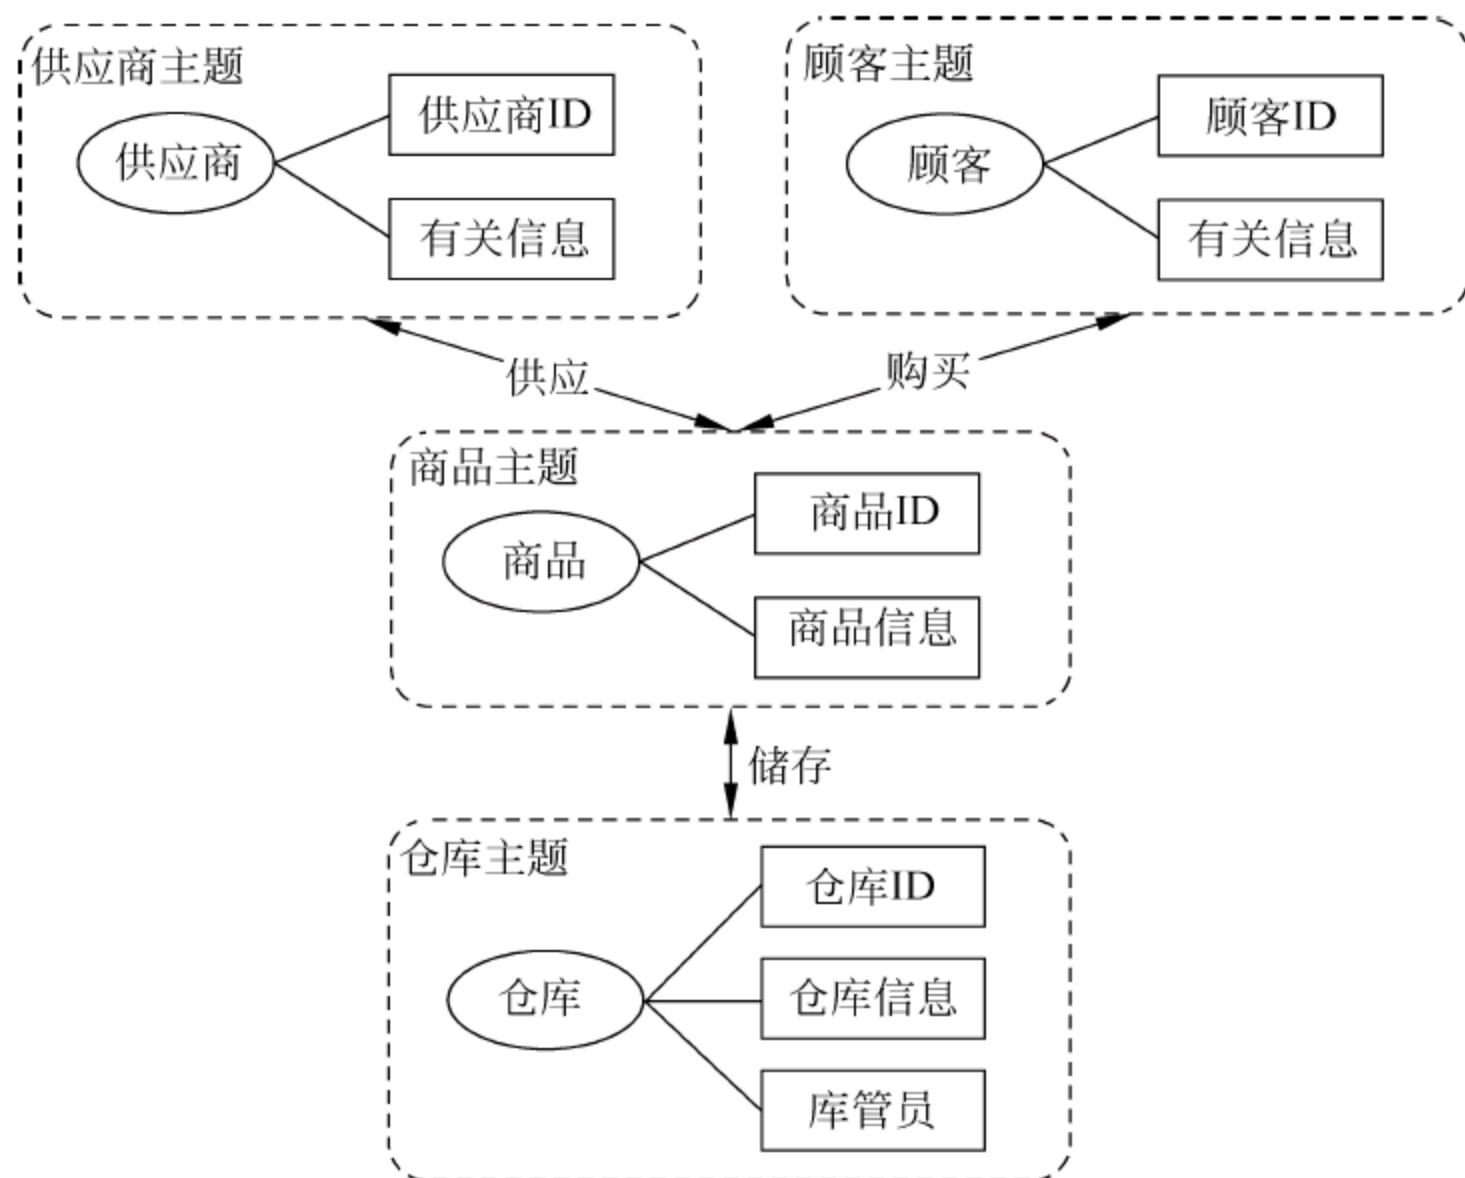 供应商主题
供应商
供应商ID
有关信息
顾客主题
顾客
顾客ID
有关信息
供应
购买
商品主题
商品
商品ID
商品信息
储存
仓库主题
仓库
仓库ID
仓库信息
库管员